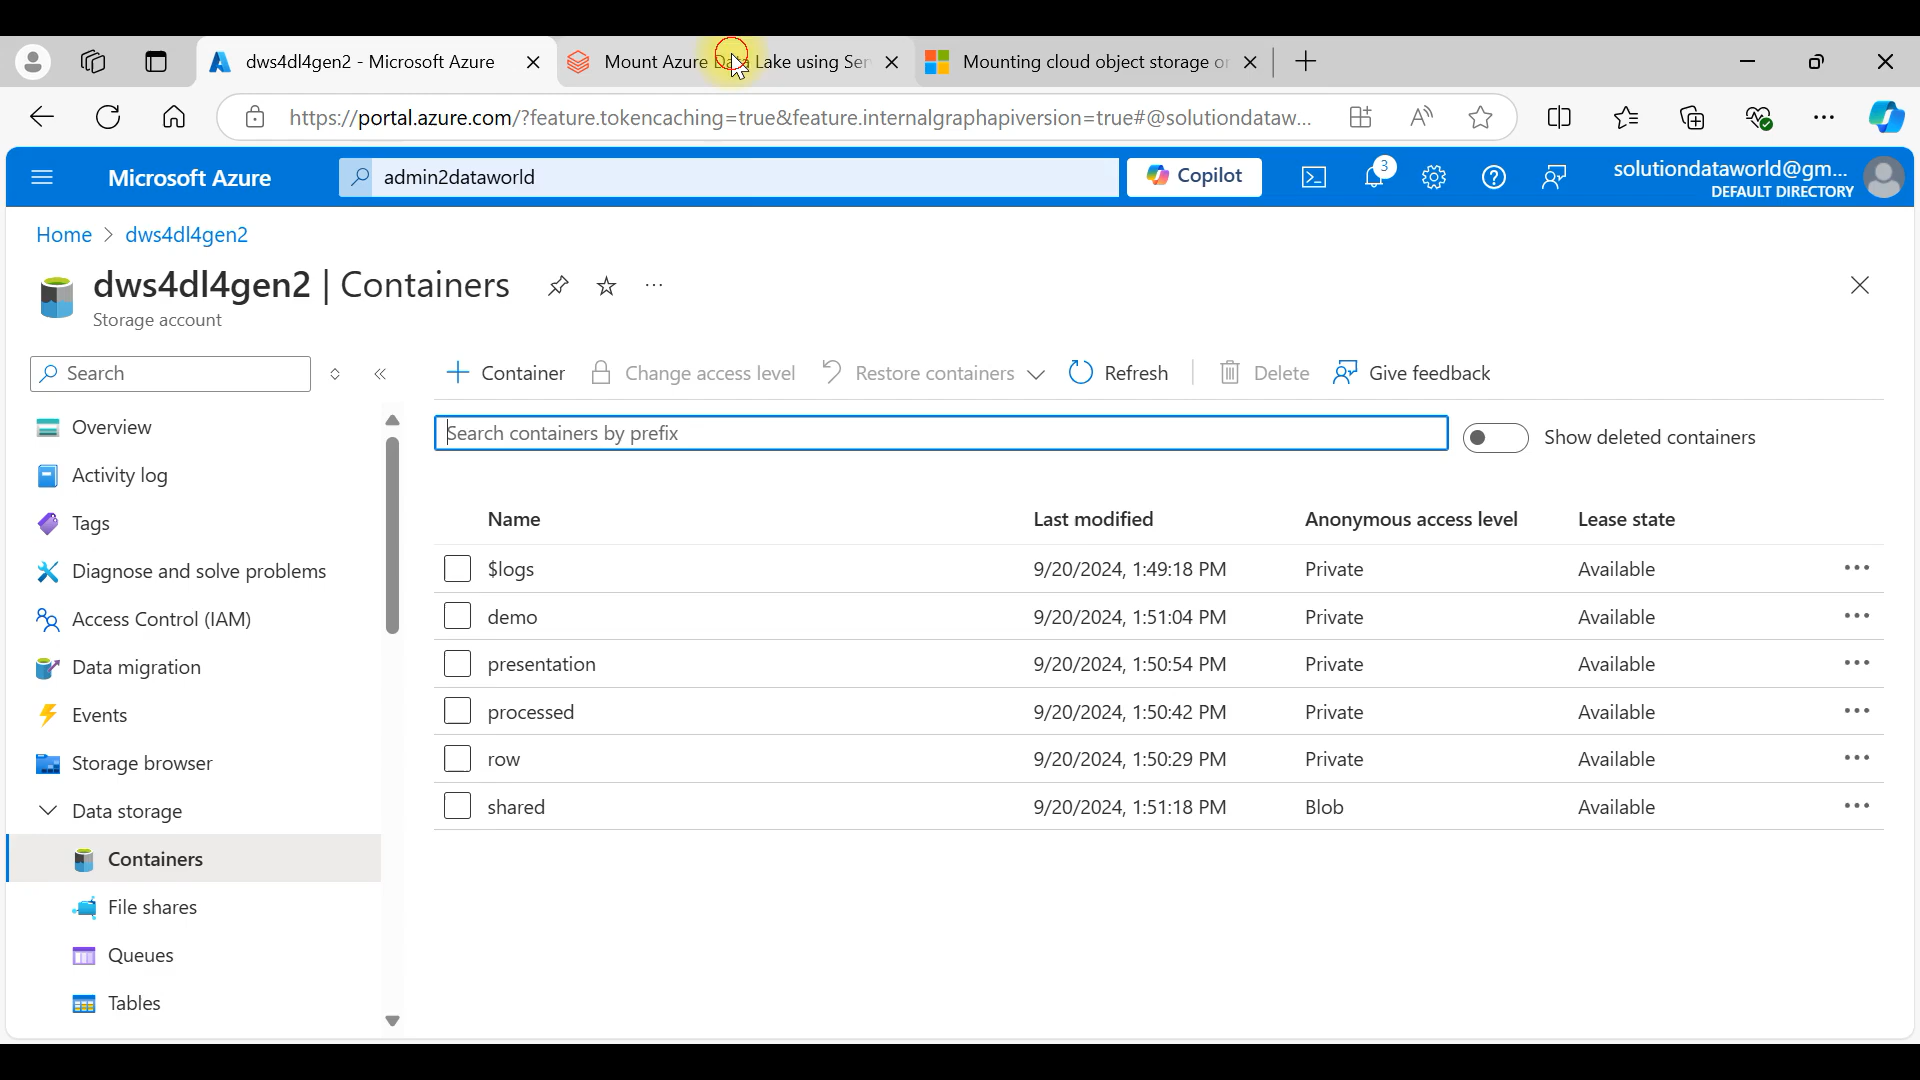 dws4dl4gen2 - Microsoft Azure
Mount Azure Data Lake using Ser
Mounting cloud object storage or
https://portal.azure.com/?feature.tokencaching=true&feature.internalgraphapiversion=true#@solutiondataw...
Microsoft Azure
admin2dataworld
Copilot
3
solutiondataworld@gm...
DEFAULT DIRECTORY
Home > dws4dl4gen2
dws4dl4gen2 | Containers
Storage account
Search
Container
Change access level
Restore containers
Refresh
Delete
Give feedback
Search containers by prefix
Show deleted containers
Overview
Activity log
Tags
Diagnose and solve problems
Access Control (IAM)
Data migration
Events
Storage browser
Data storage
Containers
File shares
Queues
Tables
Name Last modified Anonymous access level Lease state
$logs 9/20/2024, 1:49:18 PM Private Available
demo 9/20/2024, 1:51:04 PM Private Available
presentation 9/20/2024, 1:50:54 PM Private Available
processed 9/20/2024, 1:50:42 PM Private Available
row 9/20/2024, 1:50:29 PM Private Available
shared 9/20/2024, 1:51:18 PM Blob Available